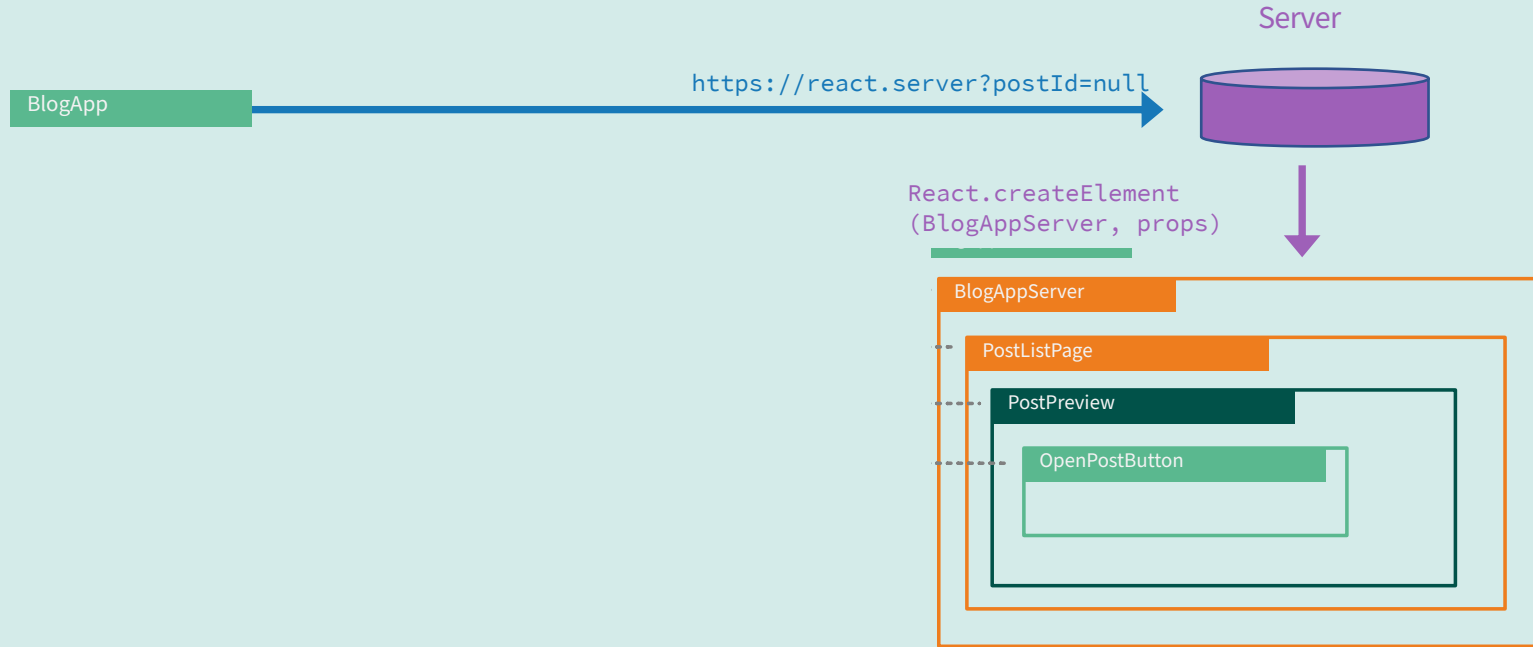 Server
https://react.server?postId=null
BlogApp
React.createElement
(BlogAppServer, props)
BlogAppServer
PostListPage
PostPreview
OpenPostButton